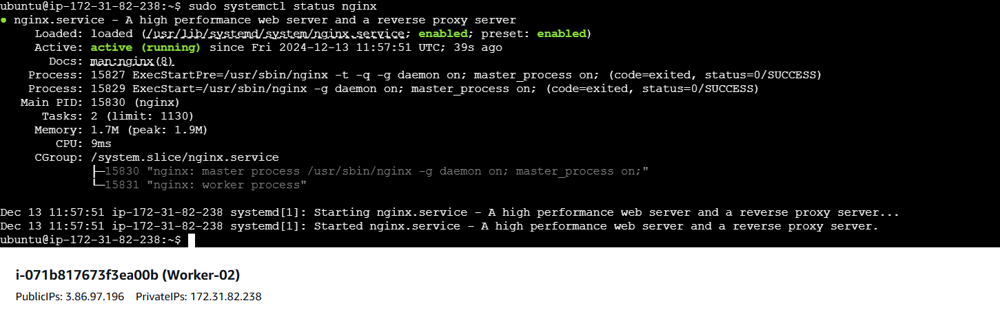 ubuntu@ip-172-31-82-238:~$ sudo systemctl status nginx
● nginx.service - A high performance web server and a reverse proxy server
Loaded: loaded (/usr/lib/systemd/system/nginx.service; enabled; preset: enabled)
Active: active (running) since Fri 2024-12-13 11:57:51 UTC; 39s ago
Docs: man:nginx(8)
Process: 15827 ExecStartPre=/usr/sbin/nginx -t -q -g daemon on; master_process on; (code=exited, status=0/SUCCESS)
Process: 15829 ExecStart=/usr/sbin/nginx -g daemon on; master_process on; (code=exited, status=0/SUCCESS)
Main PID: 15830 (nginx)
Tasks: 2 (limit: 1130)
Memory: 1.7M (peak: 1.9M)
CPU: 9ms
CGroup: /system.slice/nginx.service
├─15830 "nginx: master process /usr/sbin/nginx -g daemon on; master_process on;"
└─15831 "nginx: worker process"
Dec 13 11:57:51 ip-172-31-82-238 systemd[1]: Starting nginx.service - A high performance web server and a reverse proxy server...
Dec 13 11:57:51 ip-172-31-82-238 systemd[1]: Started nginx.service - A high performance web server and a reverse proxy server.
ubuntu@ip-172-31-82-238:~$
i-071b817673f3ea00b (Worker-02)
PublicIPs: 3.86.97.196 PrivateIPs: 172.31.82.238